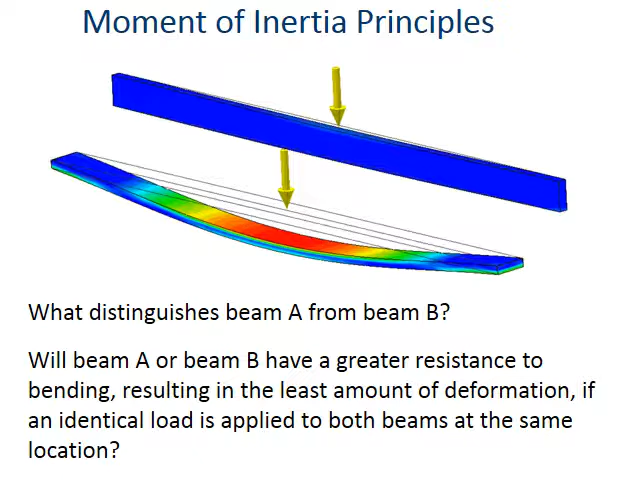 Moment of Inertia Principles
What distinguishes beam A from beam B?
Will beam A or beam B have a greater resistance to
bending, resulting in the least amount of deformation, if
an identical load is applied to both beams at the same
location?